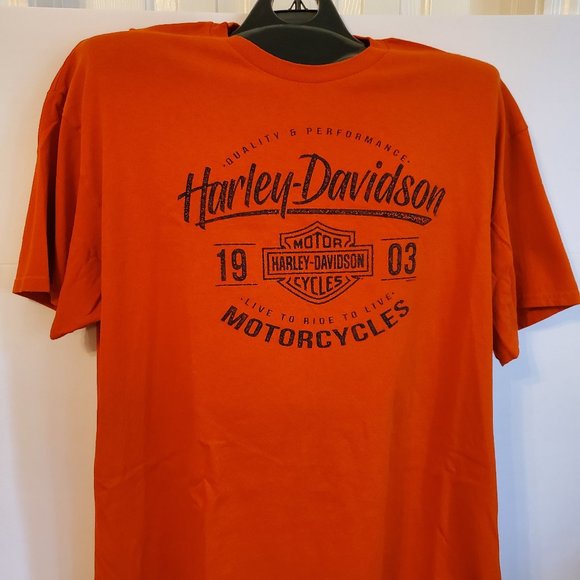 ·QUALITY & PERFORMANCE·
Harley-Davidson
19 03
MOTOR
HARLEY-DAVIDSON
CYCLES
·LIVE TO RIDE TO LIVE·
MOTORCYCLES